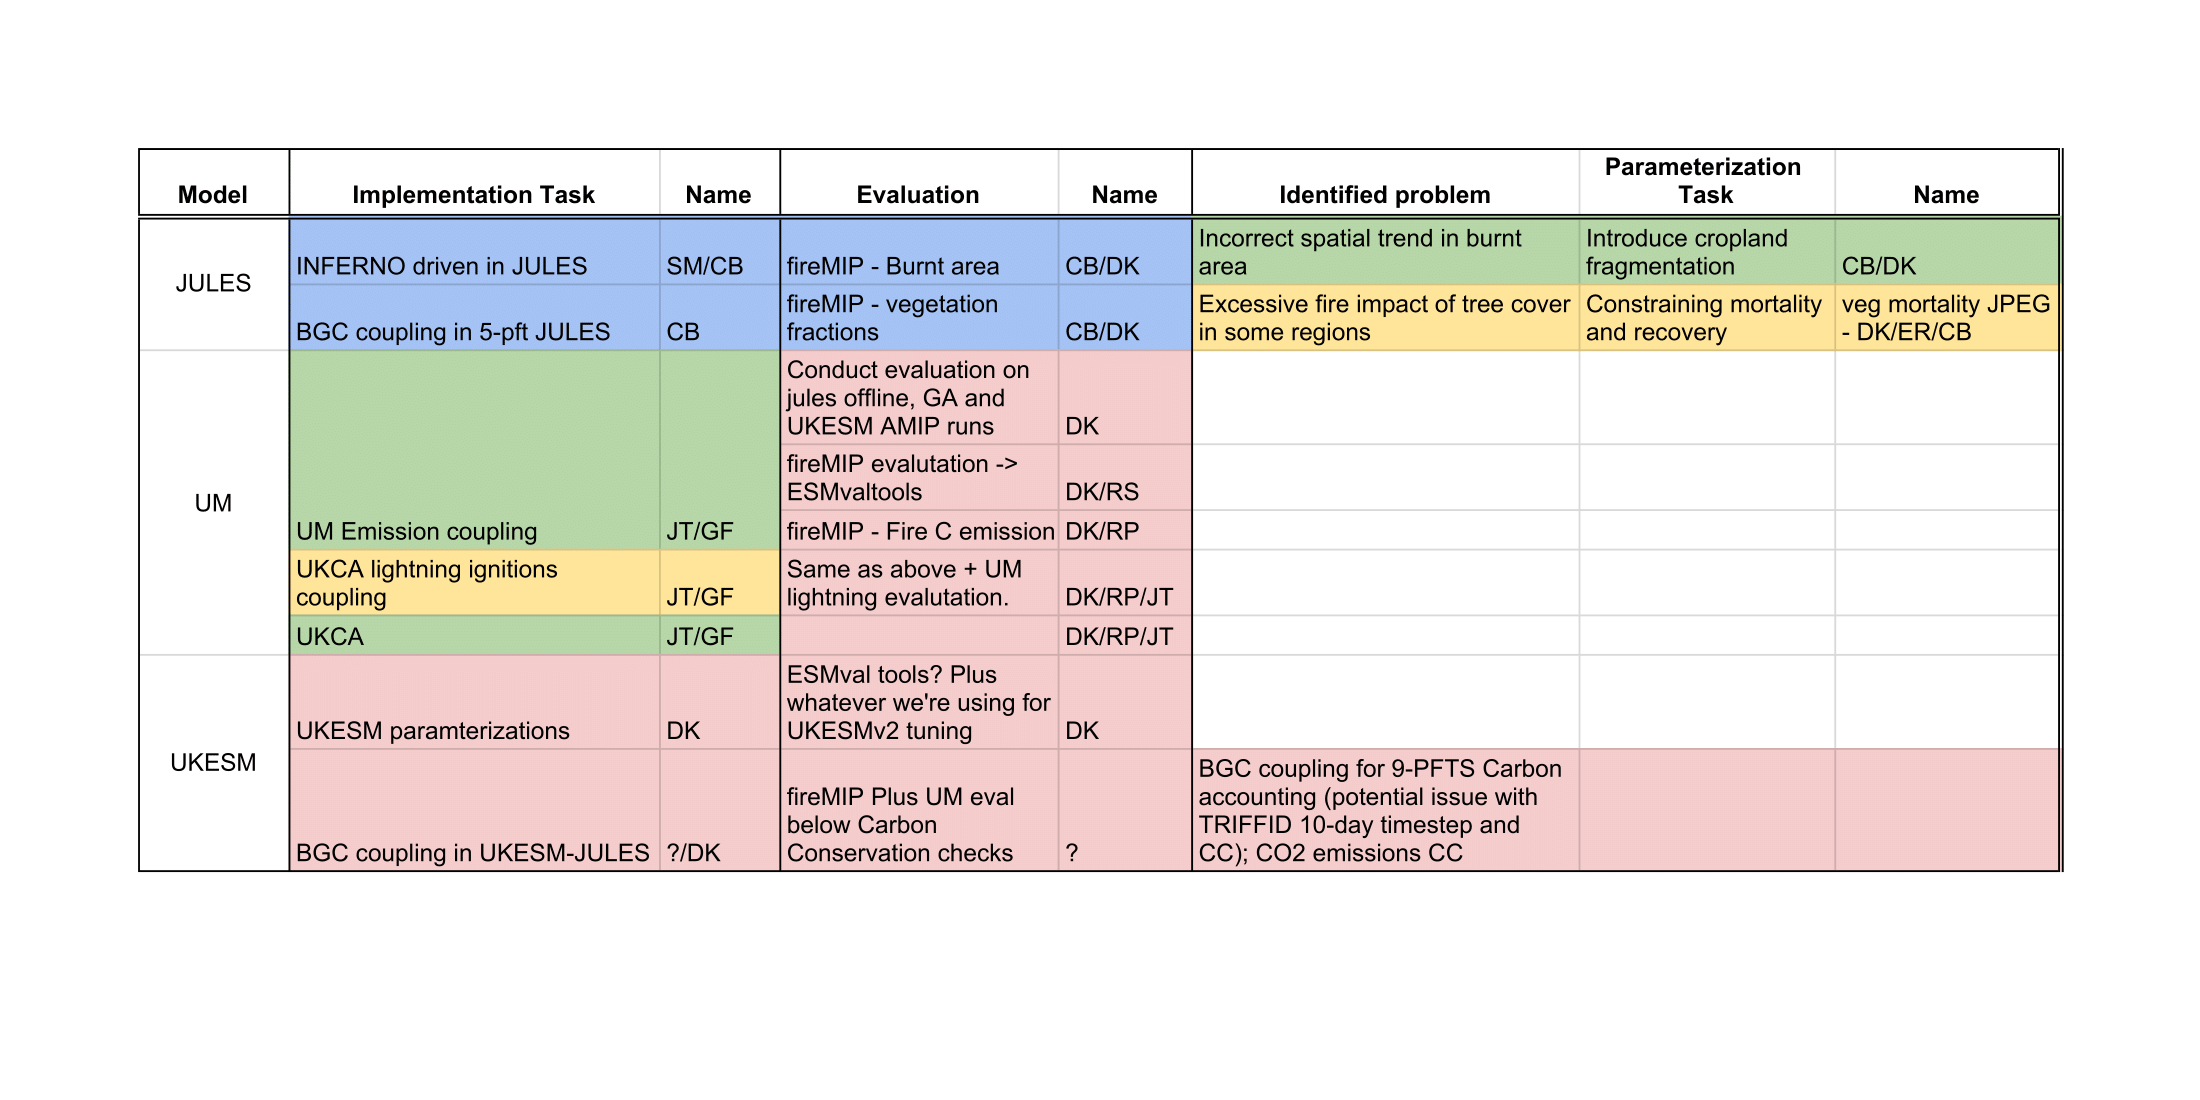 Model
Implementation Task
Name
Evaluation
Name
Identified problem
Parameterization
Task
Name
JULES
INFERNO driven in JULES
SM/CB
fireMIP - Burnt area
CB/DK
Incorrect spatial trend in burnt
area
Introduce cropland
fragmentation
CB/DK
BGC coupling in 5-pft JULES
CB
fireMIP - vegetation
fractions
CB/DK
Excessive fire impact of tree cover
in some regions
Constraining mortality
and recovery
veg mortality JPEG
- DK/ER/CB
UM
UM Emission coupling
JT/GF
Conduct evaluation on
jules offline, GA and
UKESM AMIP runs
DK
fireMIP evalutation ->
ESMvaltools
DK/RS
fireMIP - Fire C emission
DK/RP
UKCA lightning ignitions
coupling
JT/GF
Same as above + UM
lightning evalutation.
DK/RP/JT
UKCA
JT/GF
DK/RP/JT
UKESM
UKESM paramterizations
DK
ESMval tools? Plus
whatever we're using for
UKESMv2 tuning
DK
BGC coupling in UKESM-JULES
?/DK
fireMIP Plus UM eval
below Carbon
Conservation checks
?
BGC coupling for 9-PFTS Carbon
accounting (potential issue with
TRIFFID 10-day timestep and
CC); CO2 emissions CC